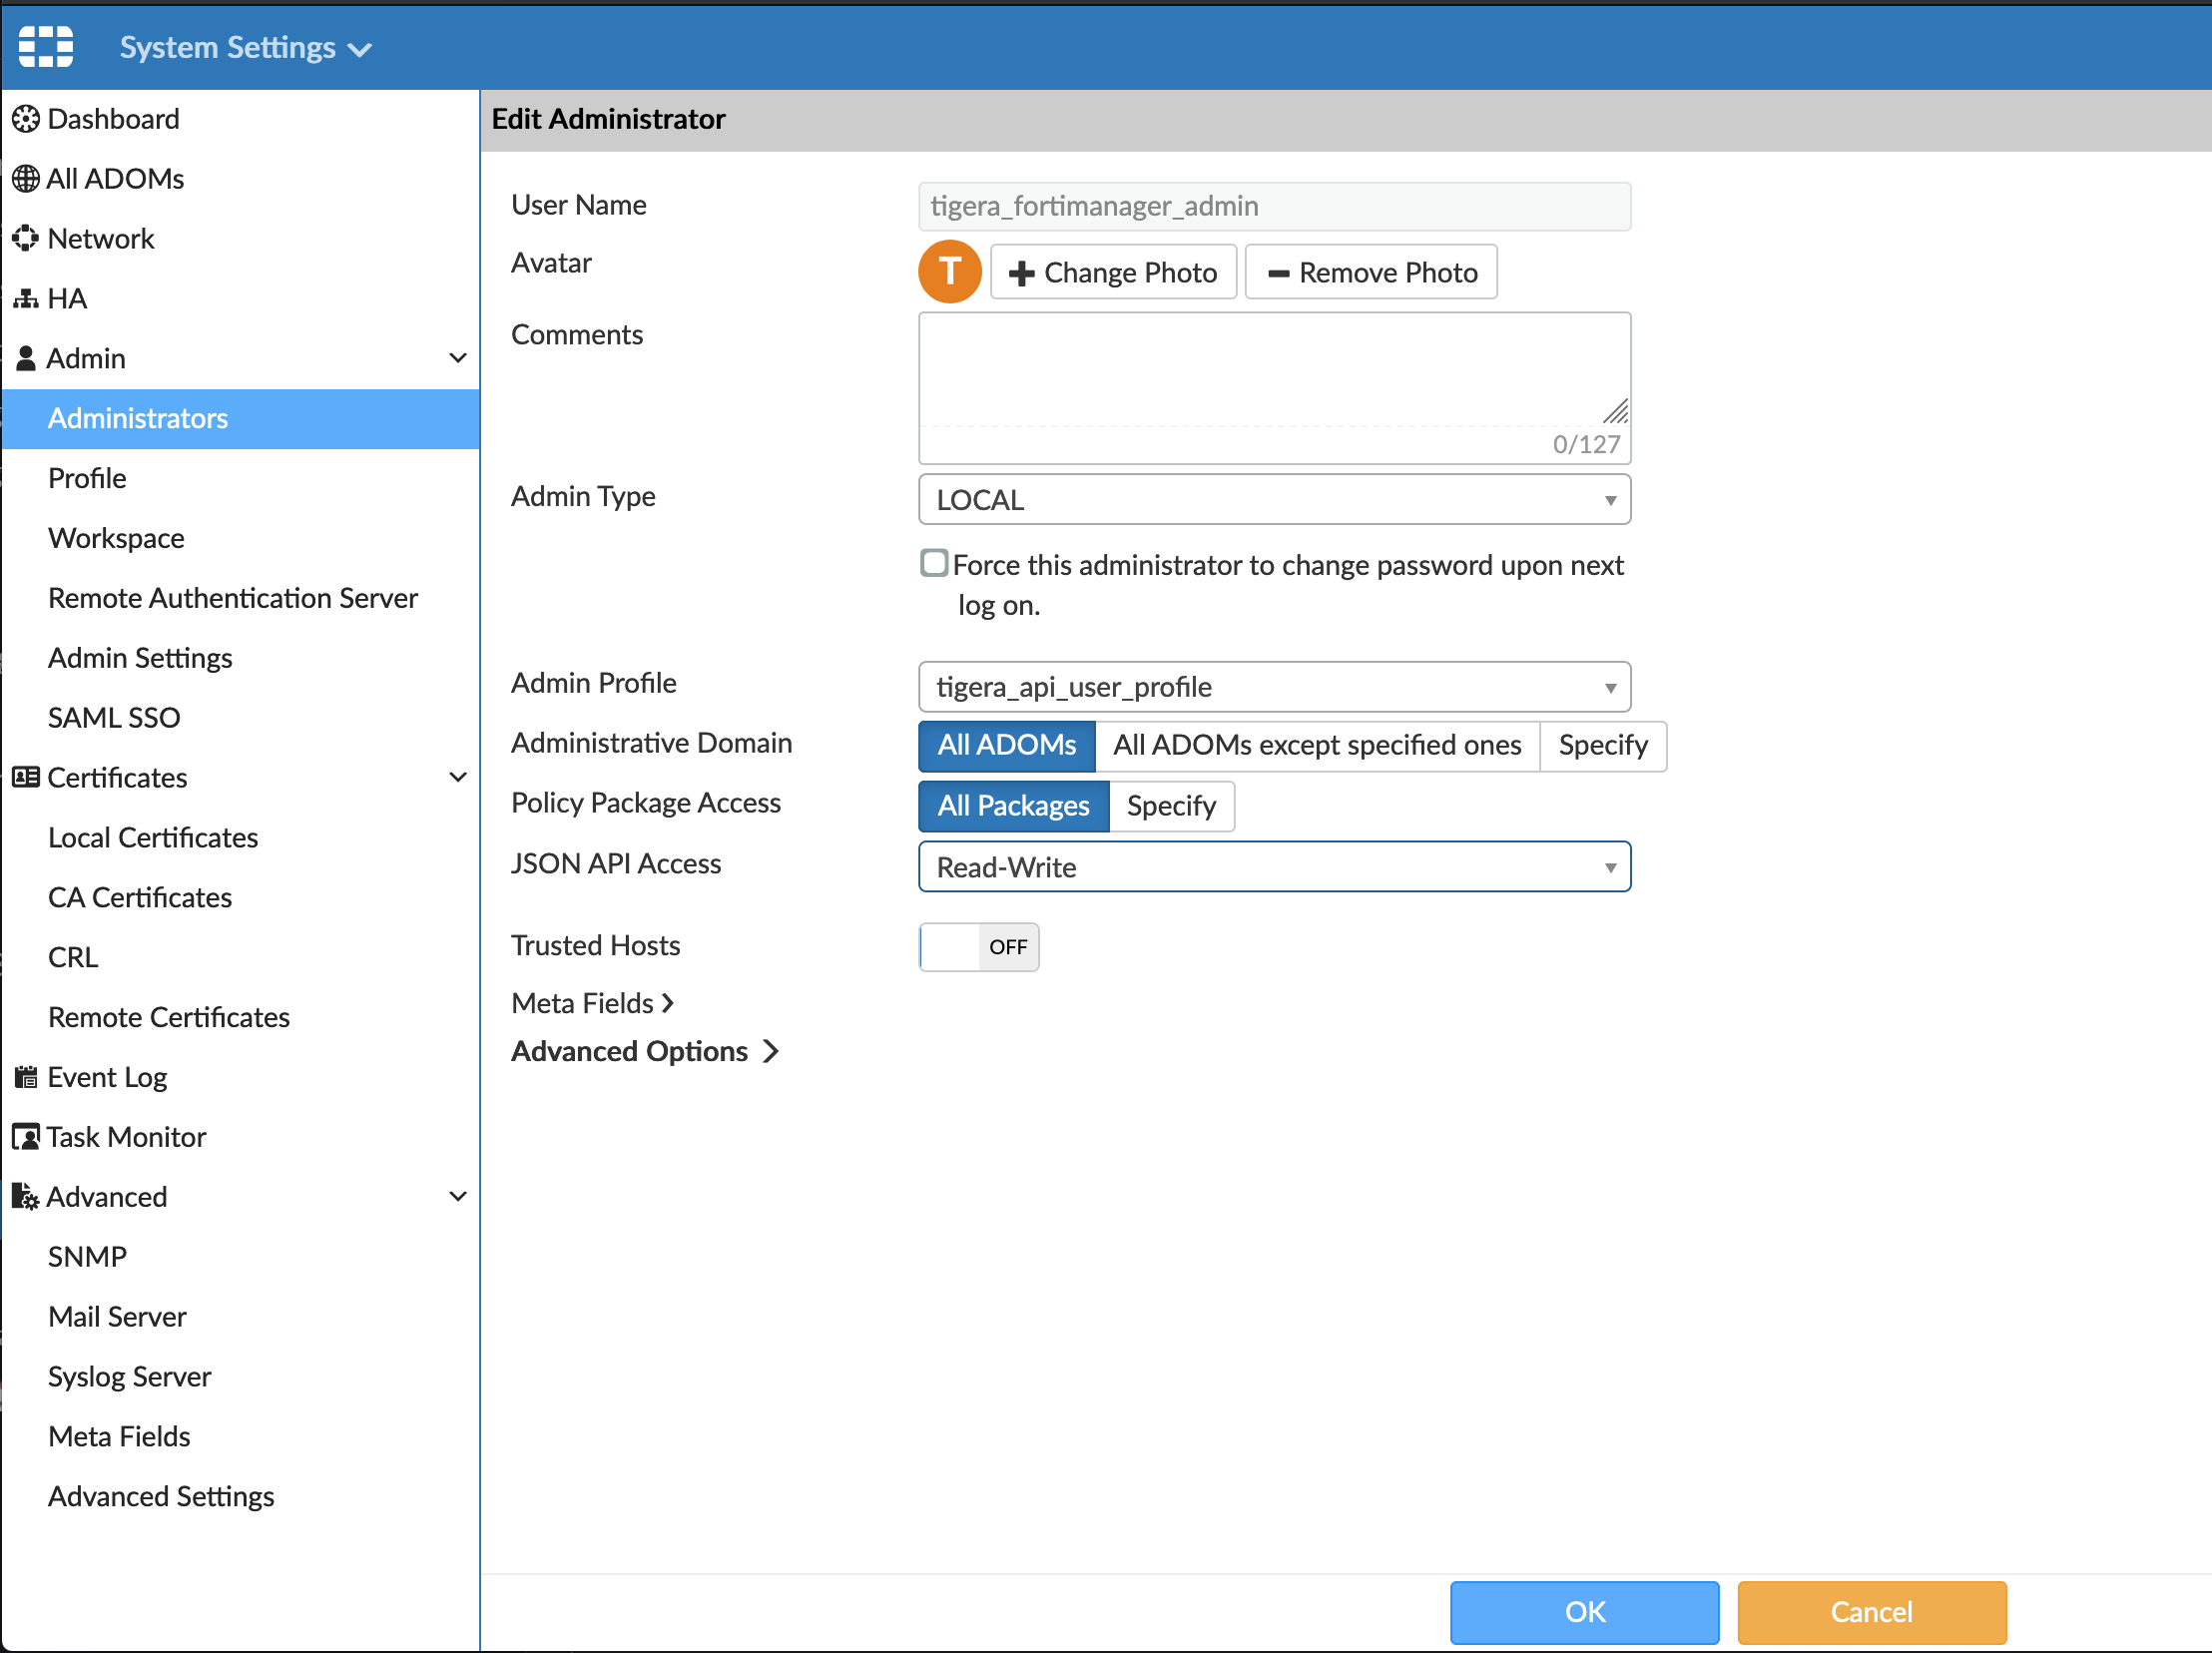 System Settings
Dashboard
All ADOMs
Network
HA
Admin
Administrators
Profile
Workspace
Remote Authentication Server
Admin Settings
SAML SSO
Certificates
Local Certificates
CA Certificates
CRL
Remote Certificates
Event Log
Task Monitor
Advanced
SNMP
Mail Server
Syslog Server
Meta Fields
Advanced Settings
Edit Administrator
User Name
tigera_fortimanager_admin
Avatar
T
Change Photo
Remove Photo
Comments
0/127
Admin Type
LOCAL
Force this administrator to change password upon next
log on.
Admin Profile
tigera_api_user_profile
Administrative Domain
All ADOMs
All ADOMs except specified ones
Specify
Policy Package Access
All Packages
Specify
JSON API Access
Read-Write
Trusted Hosts
OFF
Meta Fields
Advanced Options
OK
Cancel